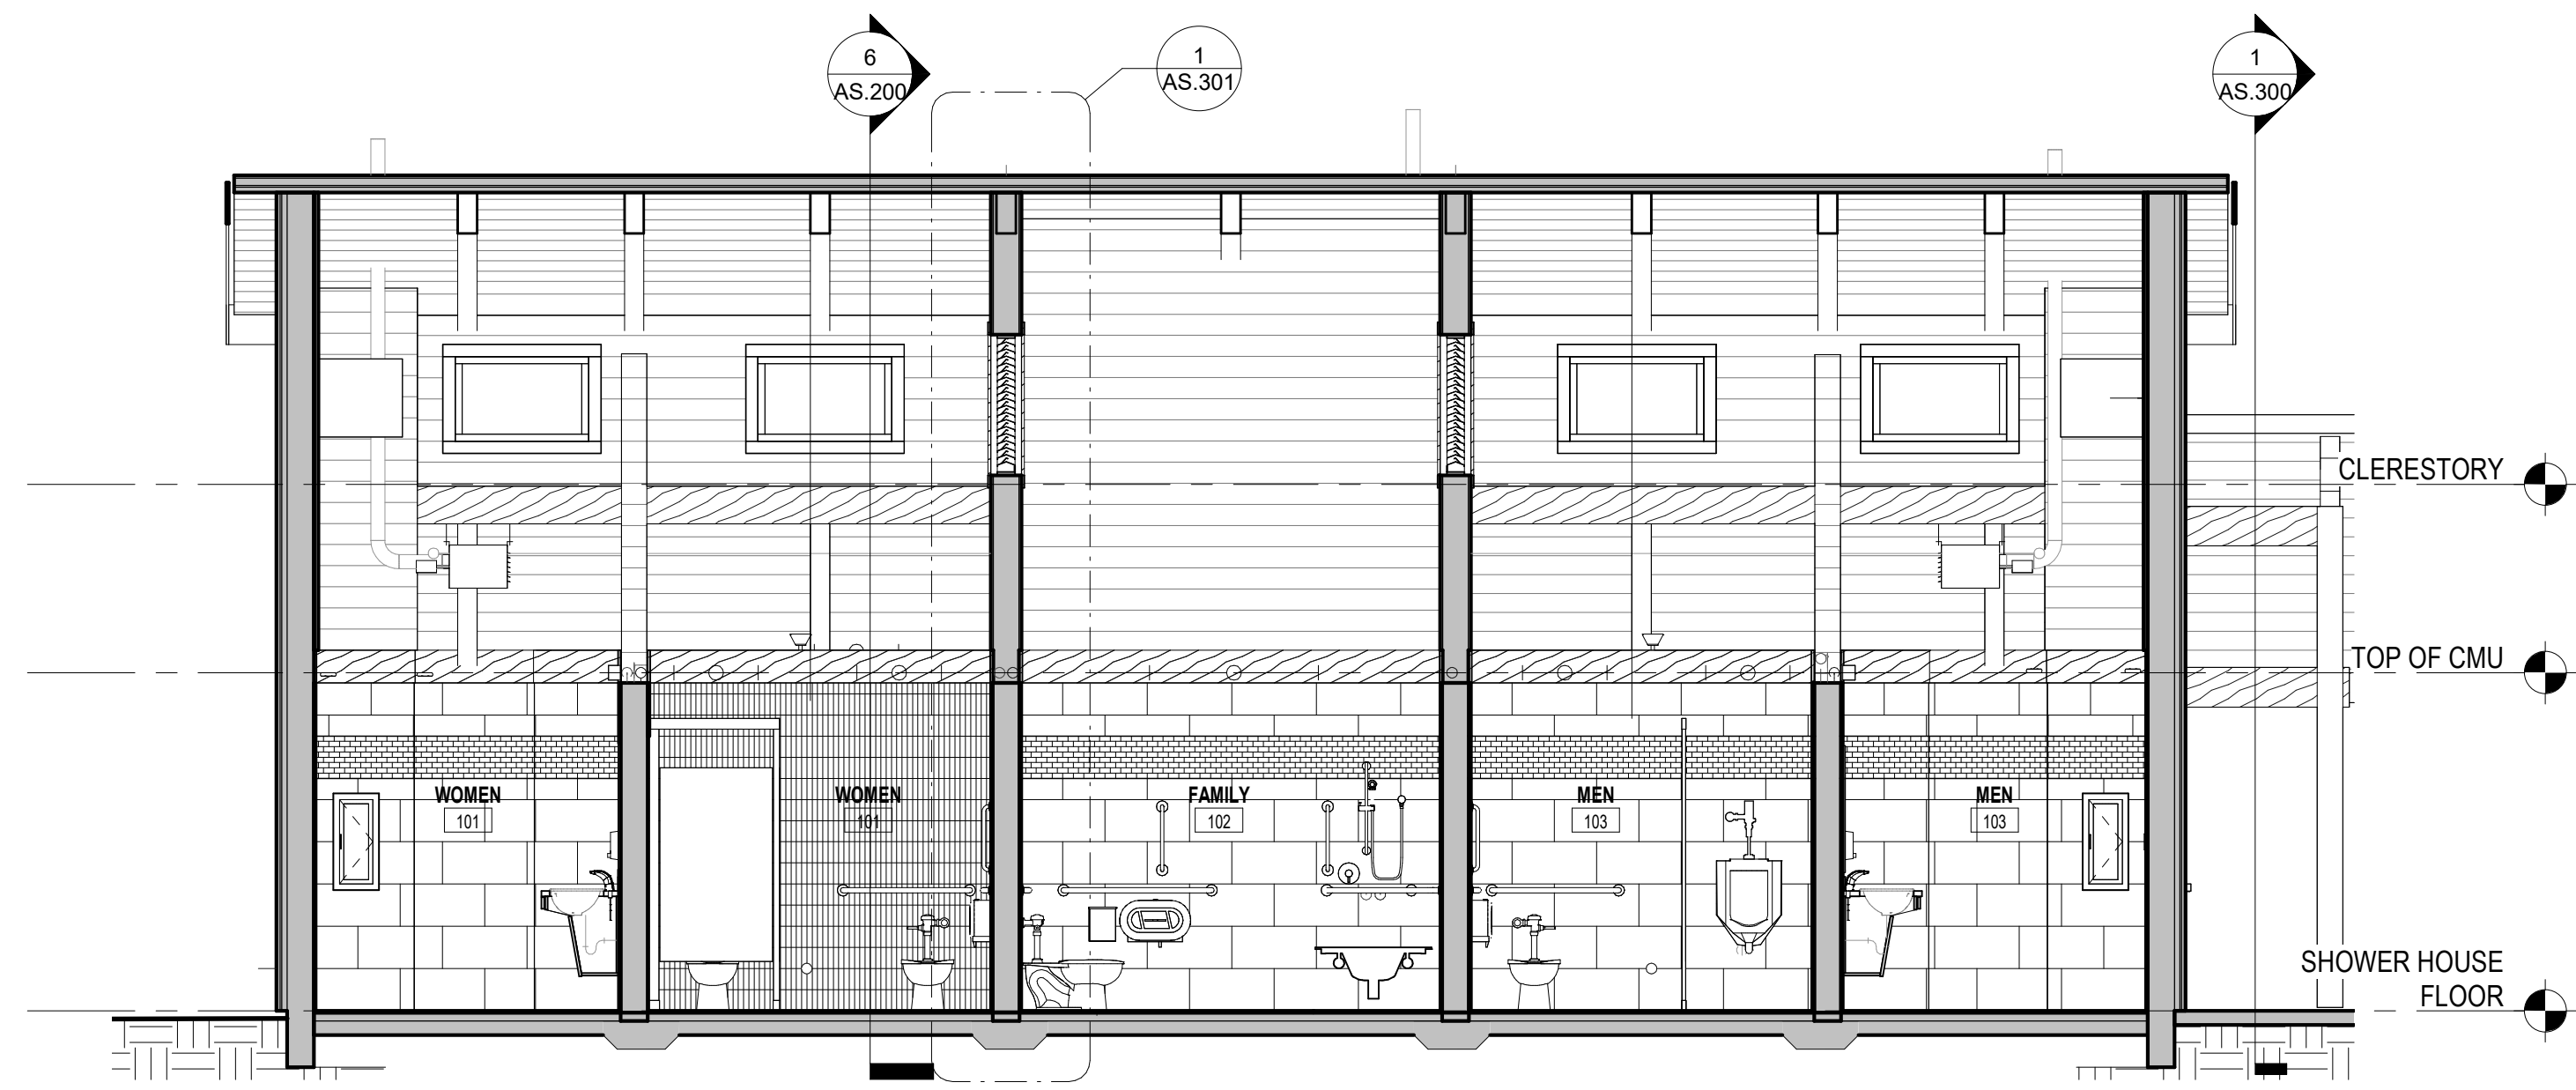 6
AS.200
1
AS.301
1
AS.300
CLERESTORY
TOP OF CMU
WOMEN
101
WOMEN
101
FAMILY
102
MEN
103
MEN
103
SHOWER HOUSE
FLOOR